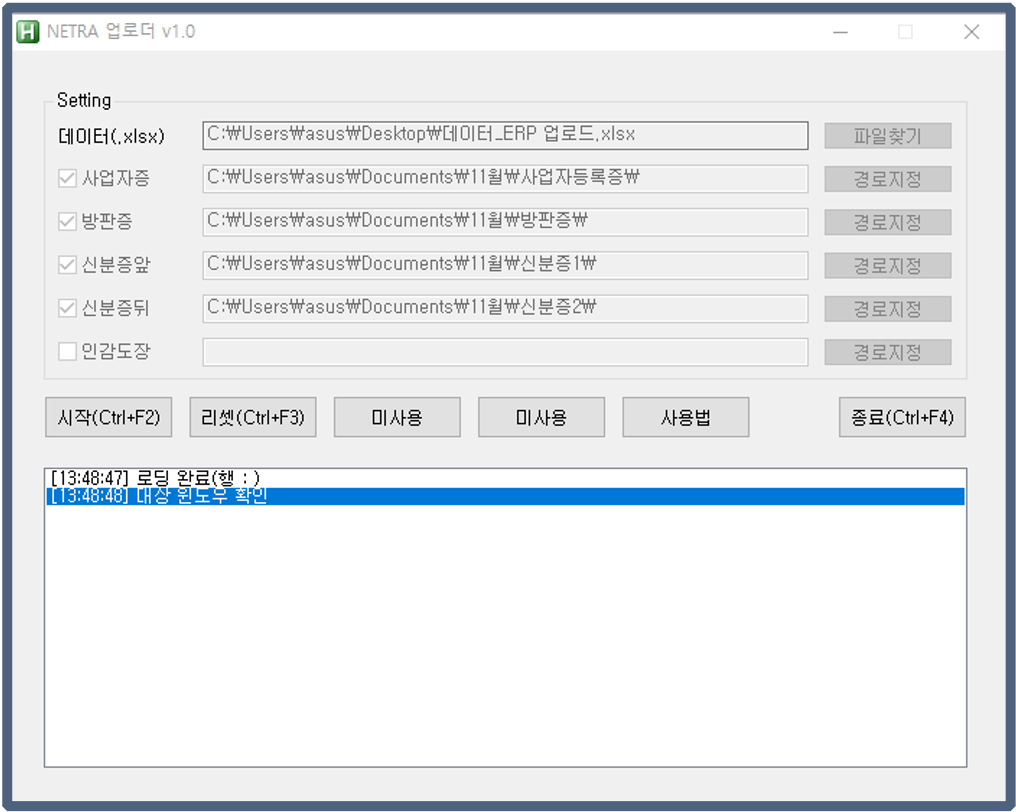 NETRA 업로더 v1.0
Setting
데이터(.xlsx) C:₩Users₩asus₩Desktop₩데이터_ERP 업로드.xlsx 파일찾기
사업자증 C:₩Users₩asus₩Documents₩11월₩사업자등록증₩ 경로지정
방판증 C:₩Users₩asus₩Documents₩11월₩방판증₩ 경로지정
신분증앞 C:₩Users₩asus₩Documents₩11월₩신분증1₩ 경로지정
신분증뒤 C:₩Users₩asus₩Documents₩11월₩신분증2₩ 경로지정
인감도장 경로지정
시작(Ctrl+F2) 리셋(Ctrl+F3) 미사용 미사용 사용법 종료(Ctrl+F4)
[13:48:47] 로딩 완료(행 : )
[13:48:48] 대상 윈도우 확인